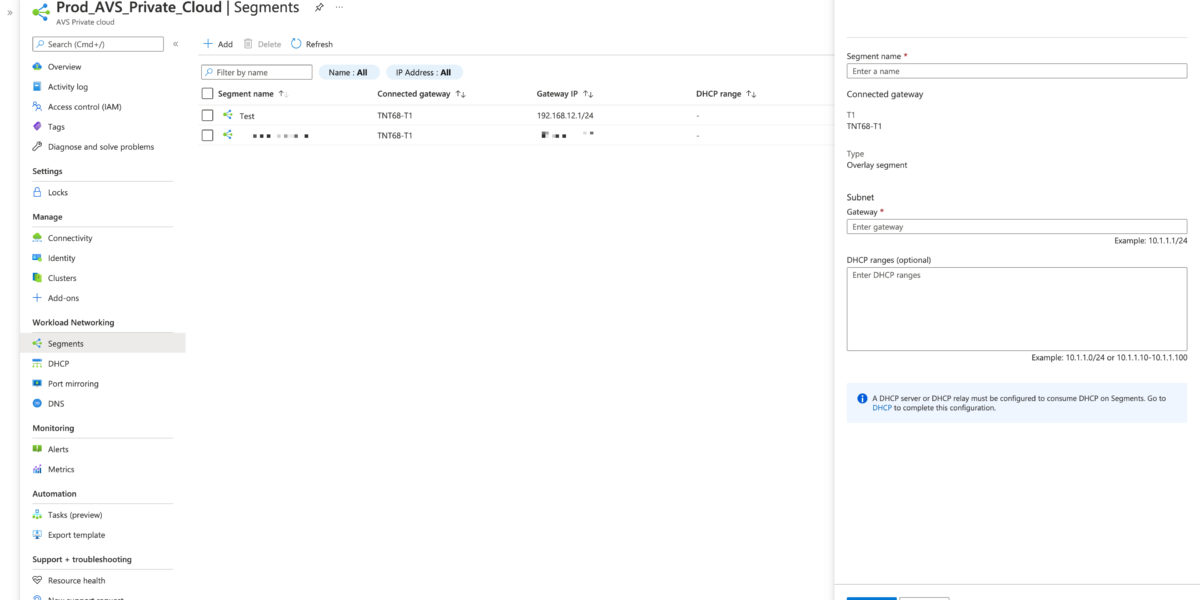 »
Prod_AVS_Private_Cloud | Segments ...
AVS Private cloud
Search (Cmd+/)
«
Overview
Activity log
Access control (IAM)
Tags
Diagnose and solve problems
Settings
Locks
Manage
Connectivity
Identity
Clusters
Add-ons
Workload Networking
Segments
DHCP
Port mirroring
DNS
Monitoring
Alerts
Metrics
Automation
Tasks (preview)
Export template
Support + troubleshooting
Resource health
New support request
Add Delete Refresh
Filter by name Name : All IP Address : All
Segment name ↑↓ Connected gateway ↑↓ Gateway IP ↑↓ DHCP range ↑↓
Test TNT68-T1 192.168.12.1/24 -
TNT68-T1 -
Segment name *
Enter a name
Connected gateway
T1
TNT68-T1
Type
Overlay segment
Subnet
Gateway *
Enter gateway
Example: 10.1.1.1/24
DHCP ranges (optional)
Enter DHCP ranges
Example: 10.1.1.0/24 or 10.1.1.10-10.1.1.100
A DHCP server or DHCP relay must be configured to consume DHCP on Segments. Go to
DHCP to complete this configuration.